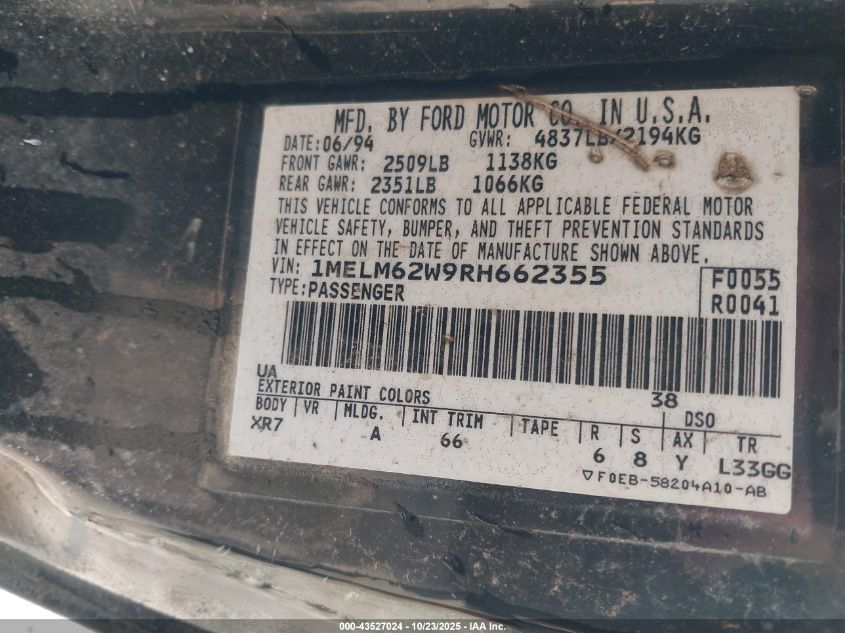 MFD. BY FORD MOTOR CO. IN U.S.A.
DATE: 06/94 GVWR: 4837LB/2194KG
FRONT GAWR: 2509LB 1138KG
REAR GAWR: 2351LB 1066KG
THIS VEHICLE CONFORMS TO ALL APPLICABLE FEDERAL MOTOR
VEHICLE SAFETY, BUMPER, AND THEFT PREVENTION STANDARDS
IN EFFECT ON THE DATE OF MANUFACTURE SHOWN ABOVE.
VIN: 1MELM62W9RH662355 F0055
TYPE: PASSENGER R0041
UA 38
EXTERIOR PAINT COLORS DSO
BODY VR MLDG. INT TRIM TAPE R S AX TR
XR7 A 66 6 8 Y L33GG
F0EB-58204A10-AB
000-43527024 - 10/23/2025 - IAA Inc.